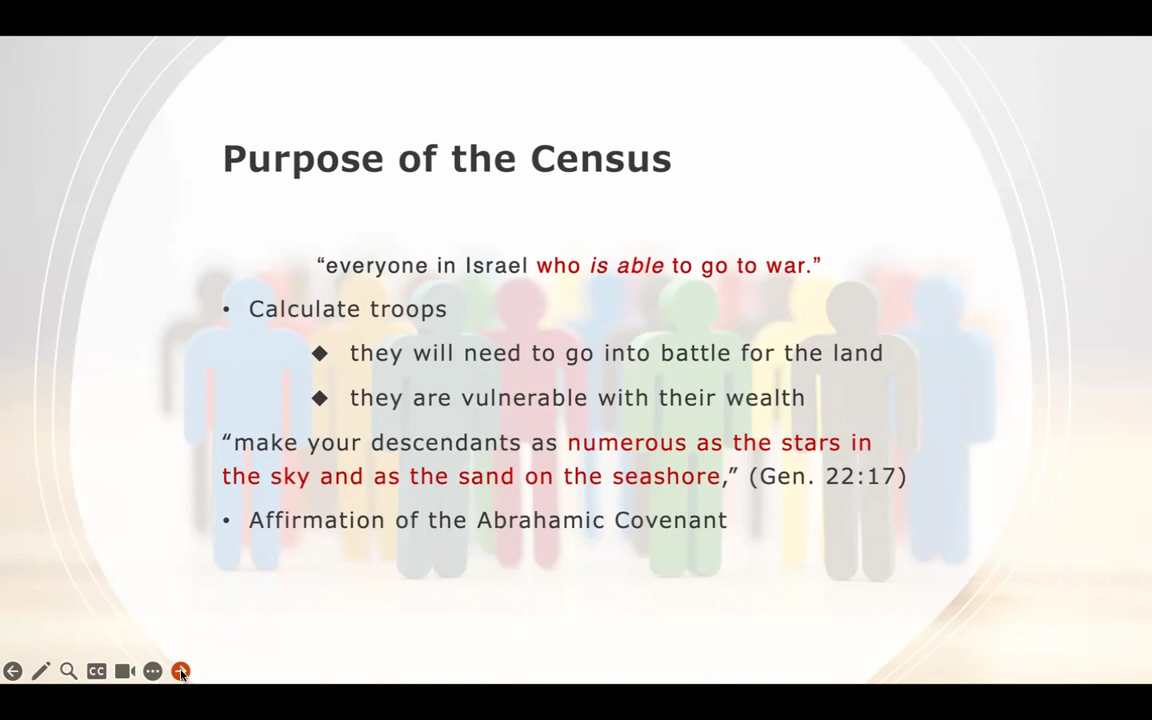 Purpose of the Census
“everyone in Israel who is able to go to war.”
• Calculate troops
◆ they will need to go into battle for the land
◆ they are vulnerable with their wealth
“make your descendants as numerous as the stars in
the sky and as the sand on the seashore,” (Gen. 22:17)
• Affirmation of the Abrahamic Covenant
CC